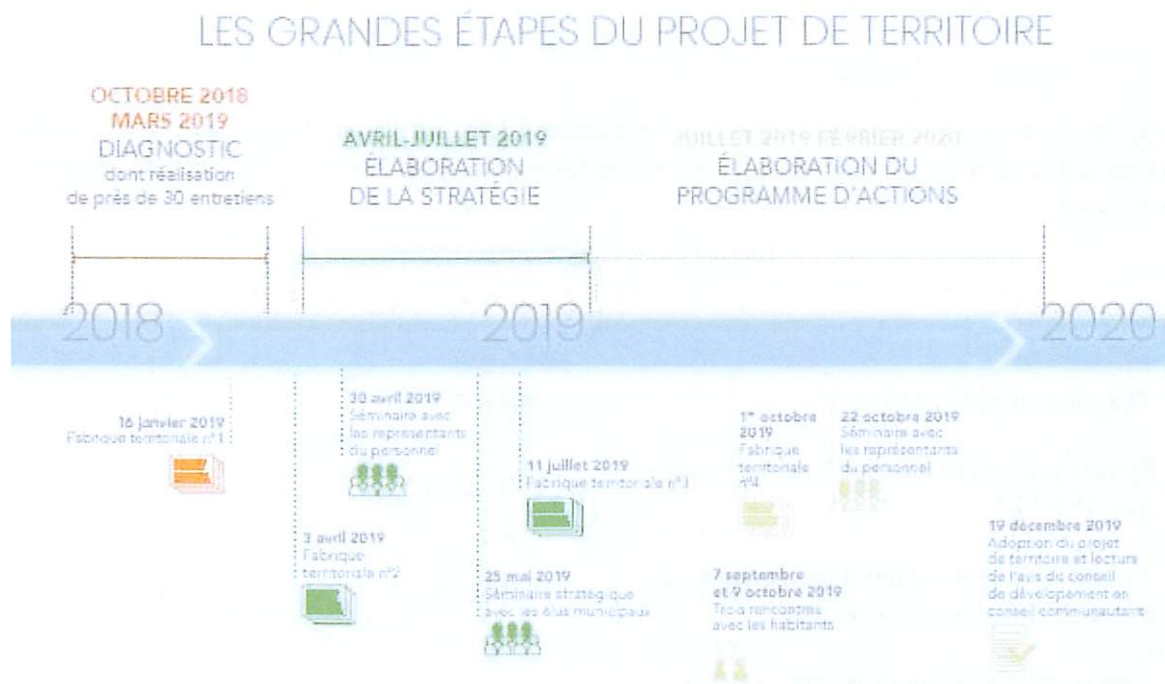 LES GRANDES ÉTAPES DU PROJET DE TERRITOIRE
OCTOBRE 2018
MARS 2019
DIAGNOSTIC
dont réalisation
de près de 30 entretiens
AVRIL-JUILLET 2019
ÉLABORATION
DE LA STRATÉGIE
JUILLET 2019 FÉVRIER 2020
ÉLABORATION DU
PROGRAMME D'ACTIONS
2018
2019
2020
16 janvier 2019
Fabrique territoriale n°1
30 avril 2019
Séminaire avec
les représentants
du personnel
3 avril 2019
Fabrique
territoriale n°2
11 juillet 2019
Fabrique territoriale n°3
25 mai 2019
Séminaire stratégique
avec les élus municipaux
1er octobre
2019
Fabrique
territoriale
n°4
22 octobre 2019
Séminaire avec
les représentants
du personnel
7 septembre
et 9 octobre 2019
Trois rencontres
avec les habitants
19 décembre 2019
Adoption du projet
de territoire et lecture
de l'avis du conseil
de développement en
conseil communautaire